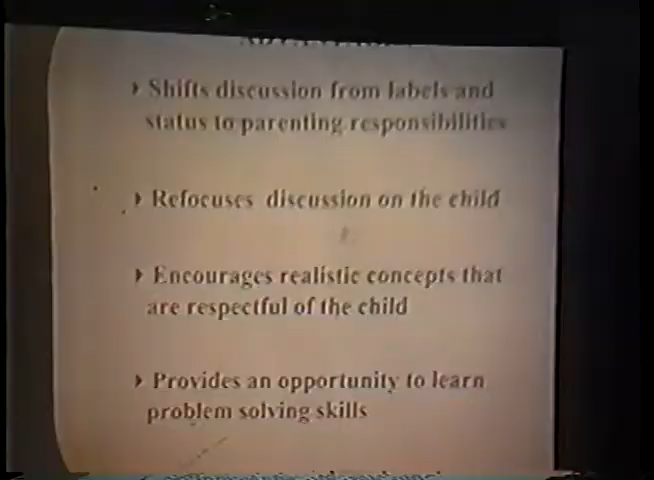 Shifts discussion from labels and
status to parenting responsibilities
Refocuses discussion on the child
Encourages realistic concepts that
are respectful of the child
Provides an opportunity to learn
problem solving skills